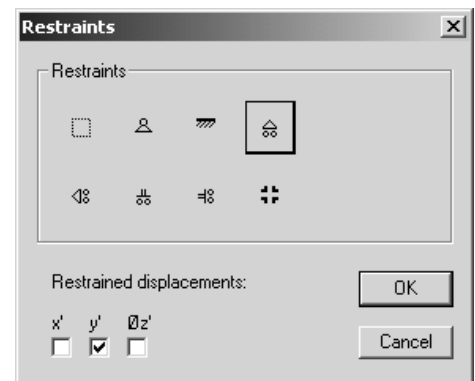 Restraints
Restraints
Restrained displacements:
x' y' Øz'
OK
Cancel